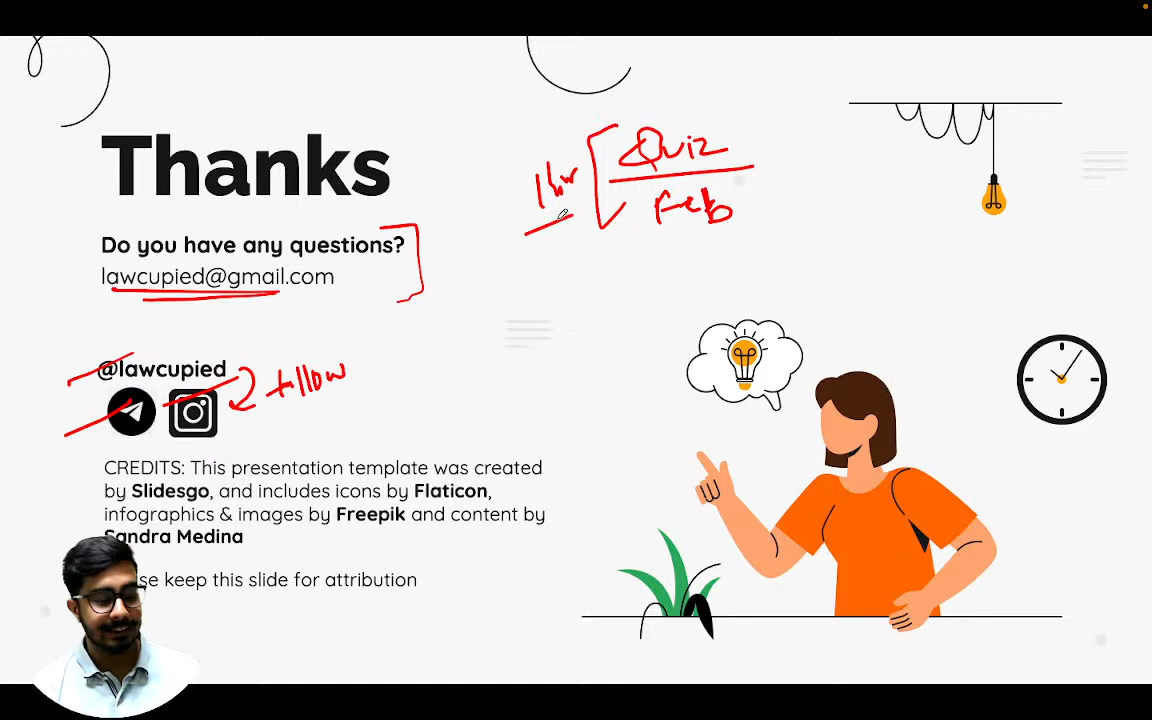 Thanks
Do you have any questions?
lawcupied@gmail.com
1hr
Quiz
Feb
@lawcupied
follow
CREDITS: This presentation template was created
by Slidesgo, and includes icons by Flaticon,
infographics & images by Freepik and content by
Sandra Medina
se keep this slide for attribution